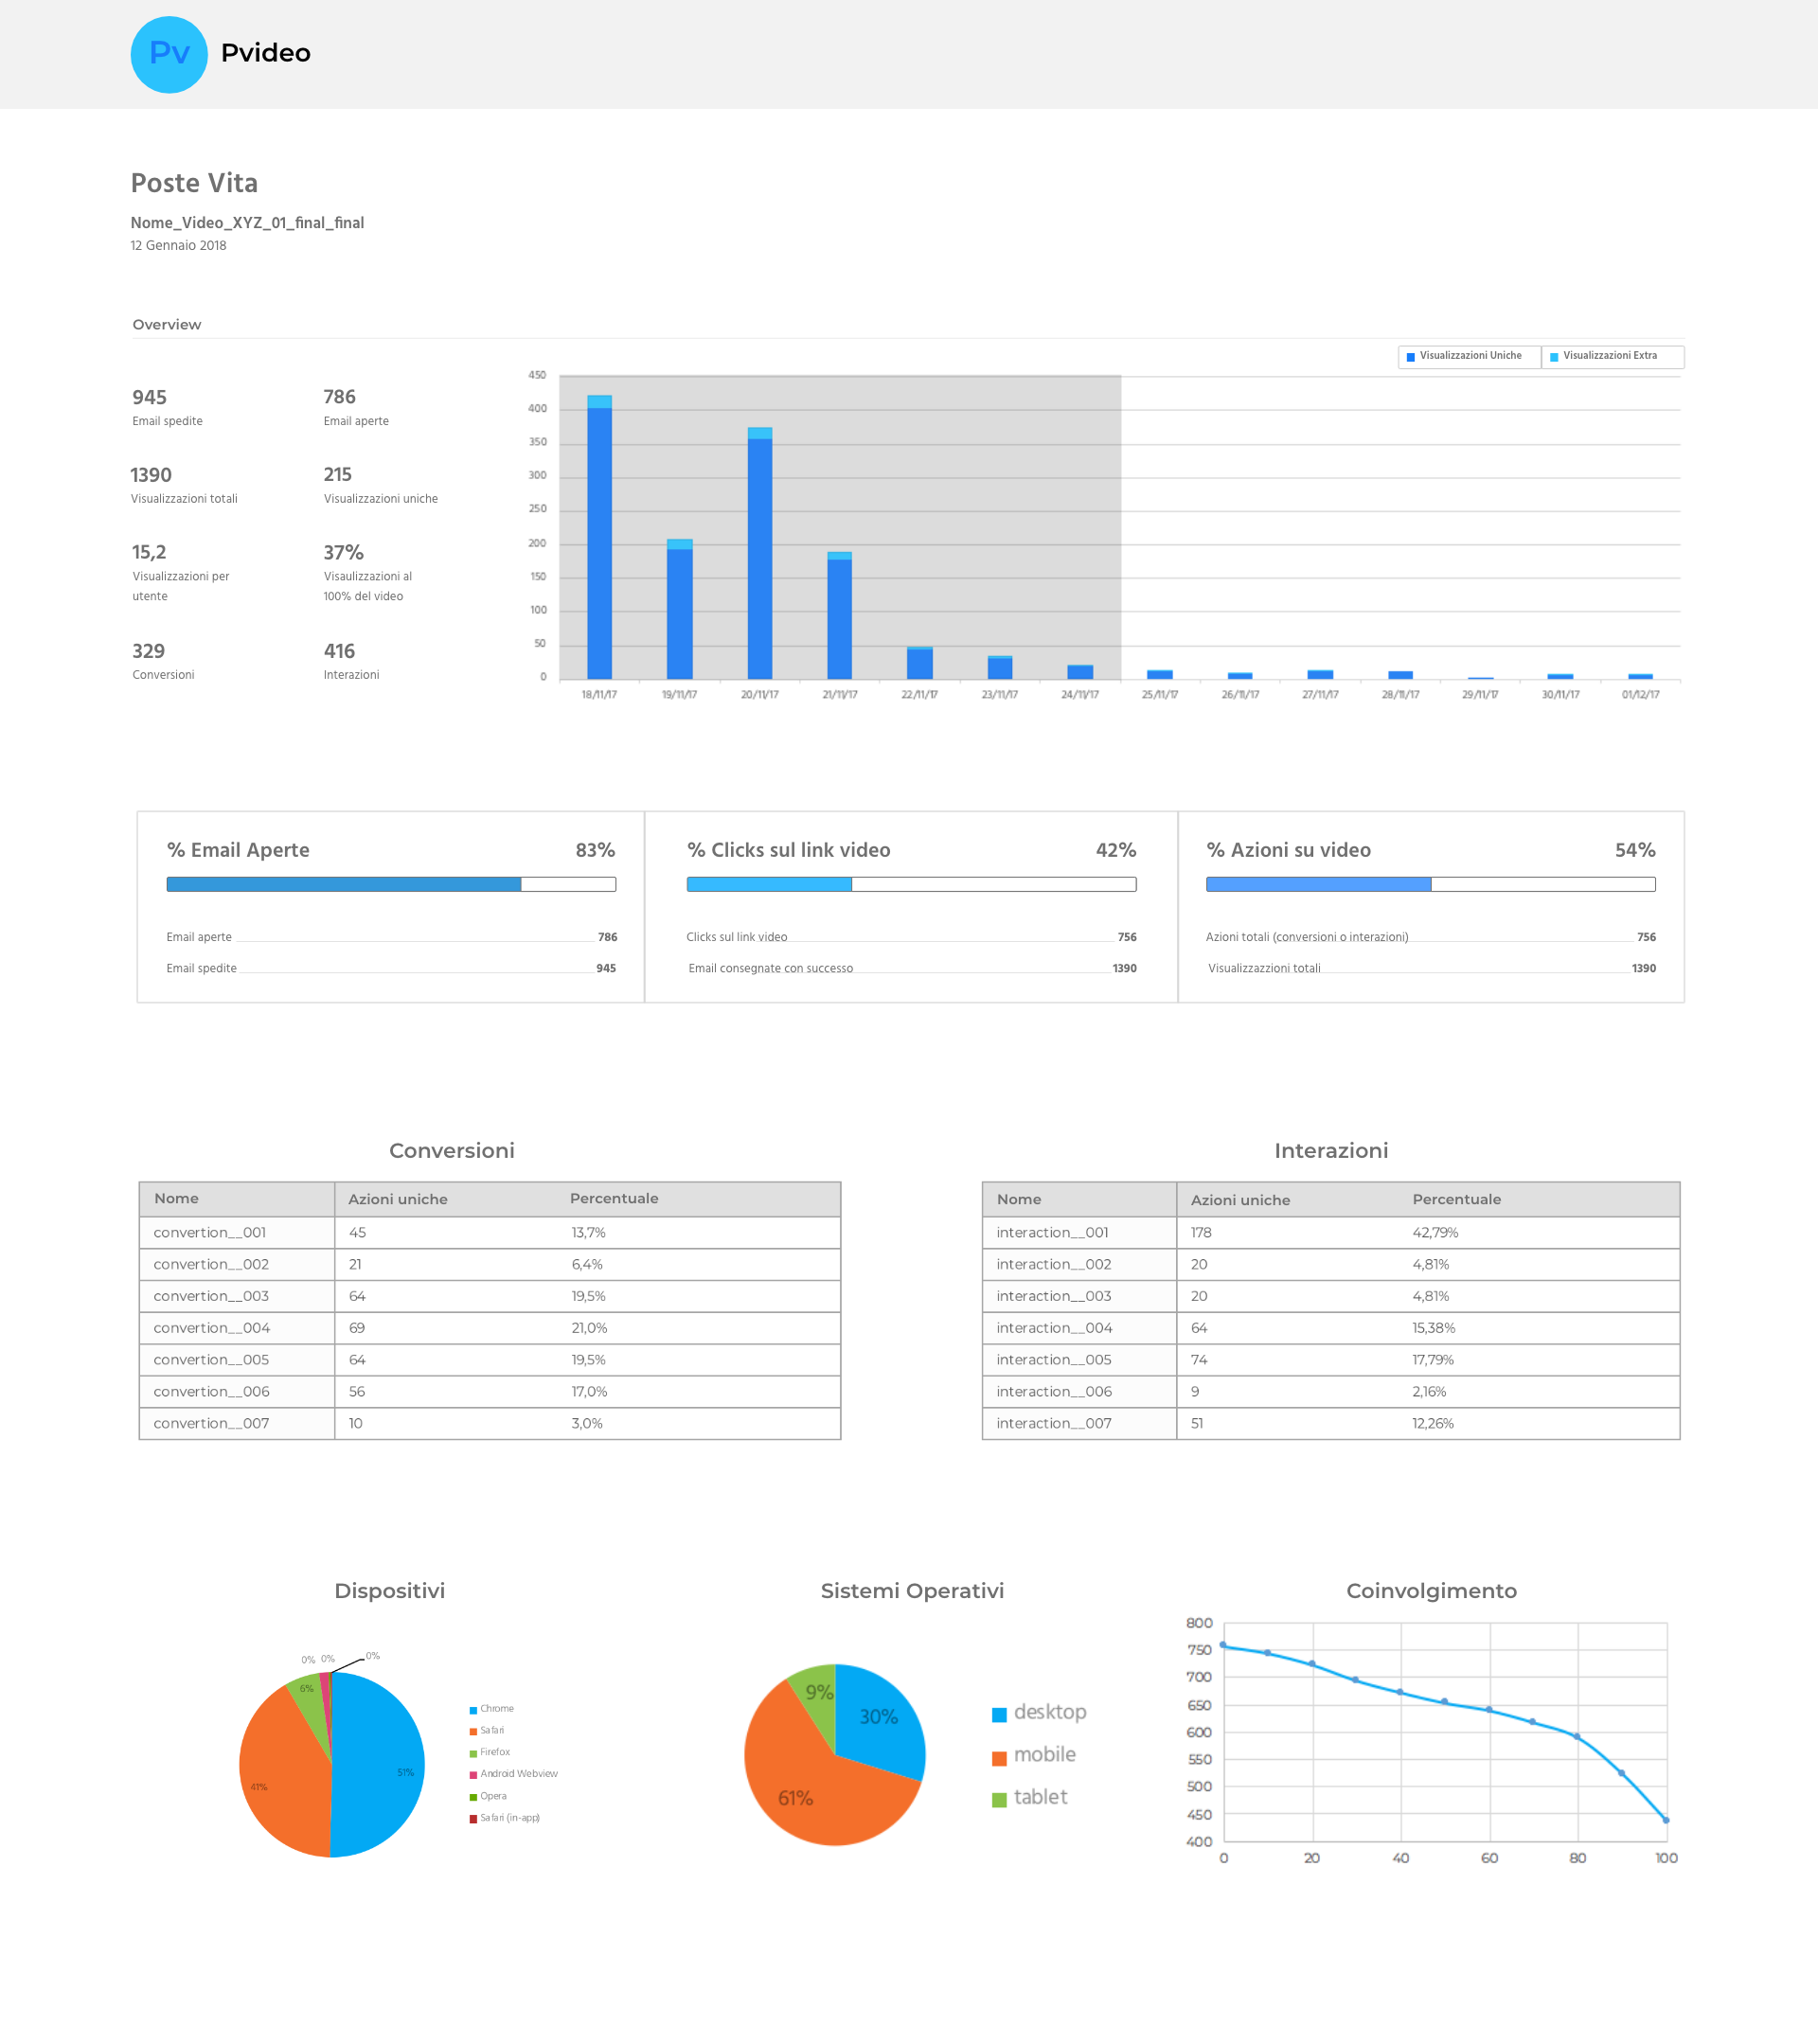 Pv
Pvideo
Poste Vita
Nome_Video_XYZ_01_final_final
12 Gennaio 2018
Overview
Visualizzazioni Uniche
Visualizzazioni Extra
945
Email spedite
786
Email aperte
1390
Visualizzazioni totali
215
Visualizzazioni uniche
15,2
Visualizzazioni per
utente
37%
Visaulizzazioni al
100% del video
329
Conversioni
416
Interazioni
450
400
350
300
250
200
150
100
50
0
18/11/17 19/11/17 20/11/17 21/11/17 22/11/17 23/11/17 24/11/17 25/11/17 26/11/17 27/11/17 28/11/17 29/11/17 30/11/17 01/12/17
% Email Aperte 83%
Email aperte 786
Email spedite 945
% Clicks sul link video 42%
Clicks sul link video 756
Email consegnate con successo 1390
% Azioni su video 54%
Azioni totali (conversioni o interazioni) 756
Visualizzazzioni totali 1390
Conversioni
Nome Azioni uniche Percentuale
convertion__001 45 13,7%
convertion__002 21 6,4%
convertion__003 64 19,5%
convertion__004 69 21,0%
convertion__005 64 19,5%
convertion__006 56 17,0%
convertion__007 10 3,0%
Interazioni
Nome Azioni uniche Percentuale
interaction__001 178 42,79%
interaction__002 20 4,81%
interaction__003 20 4,81%
interaction__004 64 15,38%
interaction__005 74 17,79%
interaction__006 9 2,16%
interaction__007 51 12,26%
Dispositivi
0% 0% 0%
6%
51%
41%
Chrome
Safari
Firefox
Android Webview
Opera
Safari (in-app)
Sistemi Operativi
9%
30%
61%
desktop
mobile
tablet
Coinvolgimento
800
750
700
650
600
550
500
450
400
0 20 40 60 80 100